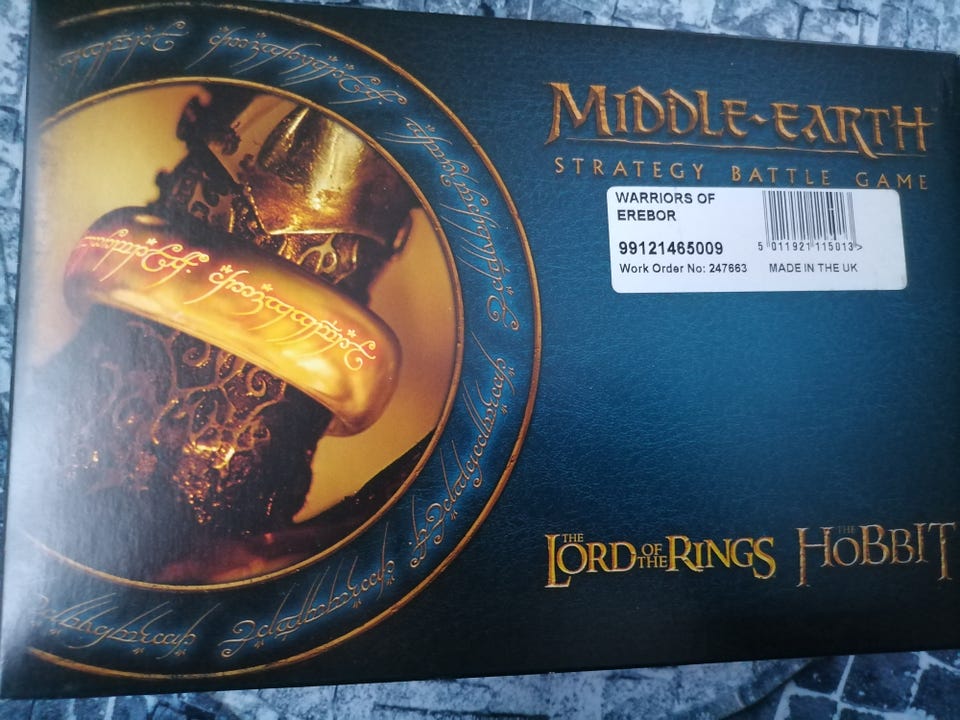 MIDDLE-EARTH
STRATEGY BATTLE GAME
WARRIORS OF
EREBOR
99121465009
5 011921 115013>
Work Order No: 247663 MADE IN THE UK
THE LORD OF THE RINGS
THE HOBBIT